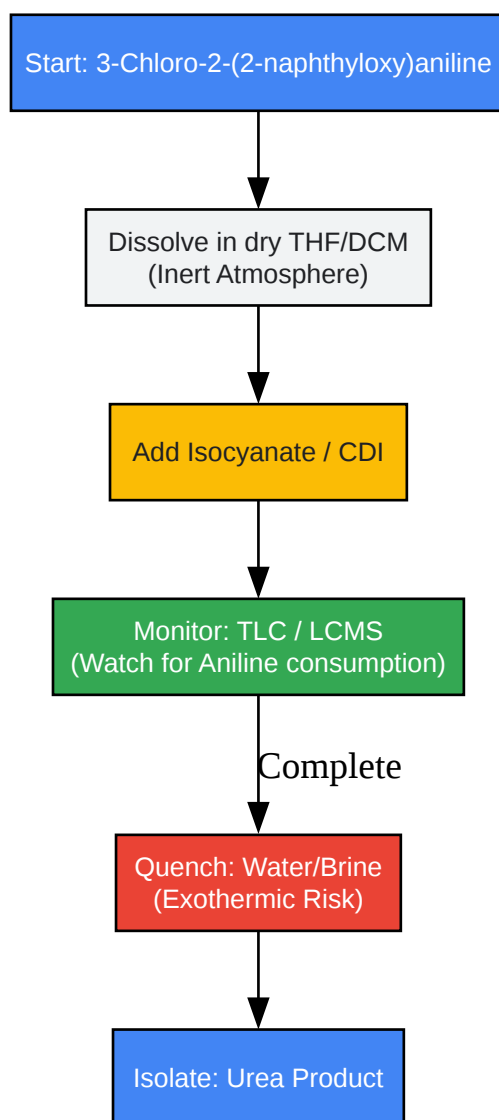 Start: 3-Chloro-2-(2-naphthyloxy)aniline
Dissolve in dry THF/DCM
(Inert Atmosphere)
Add Isocyanate / CDI
Monitor: TLC / LCMS
(Watch for Aniline consumption)
Complete
Quench: Water/Brine
(Exothermic Risk)
Isolate: Urea Product